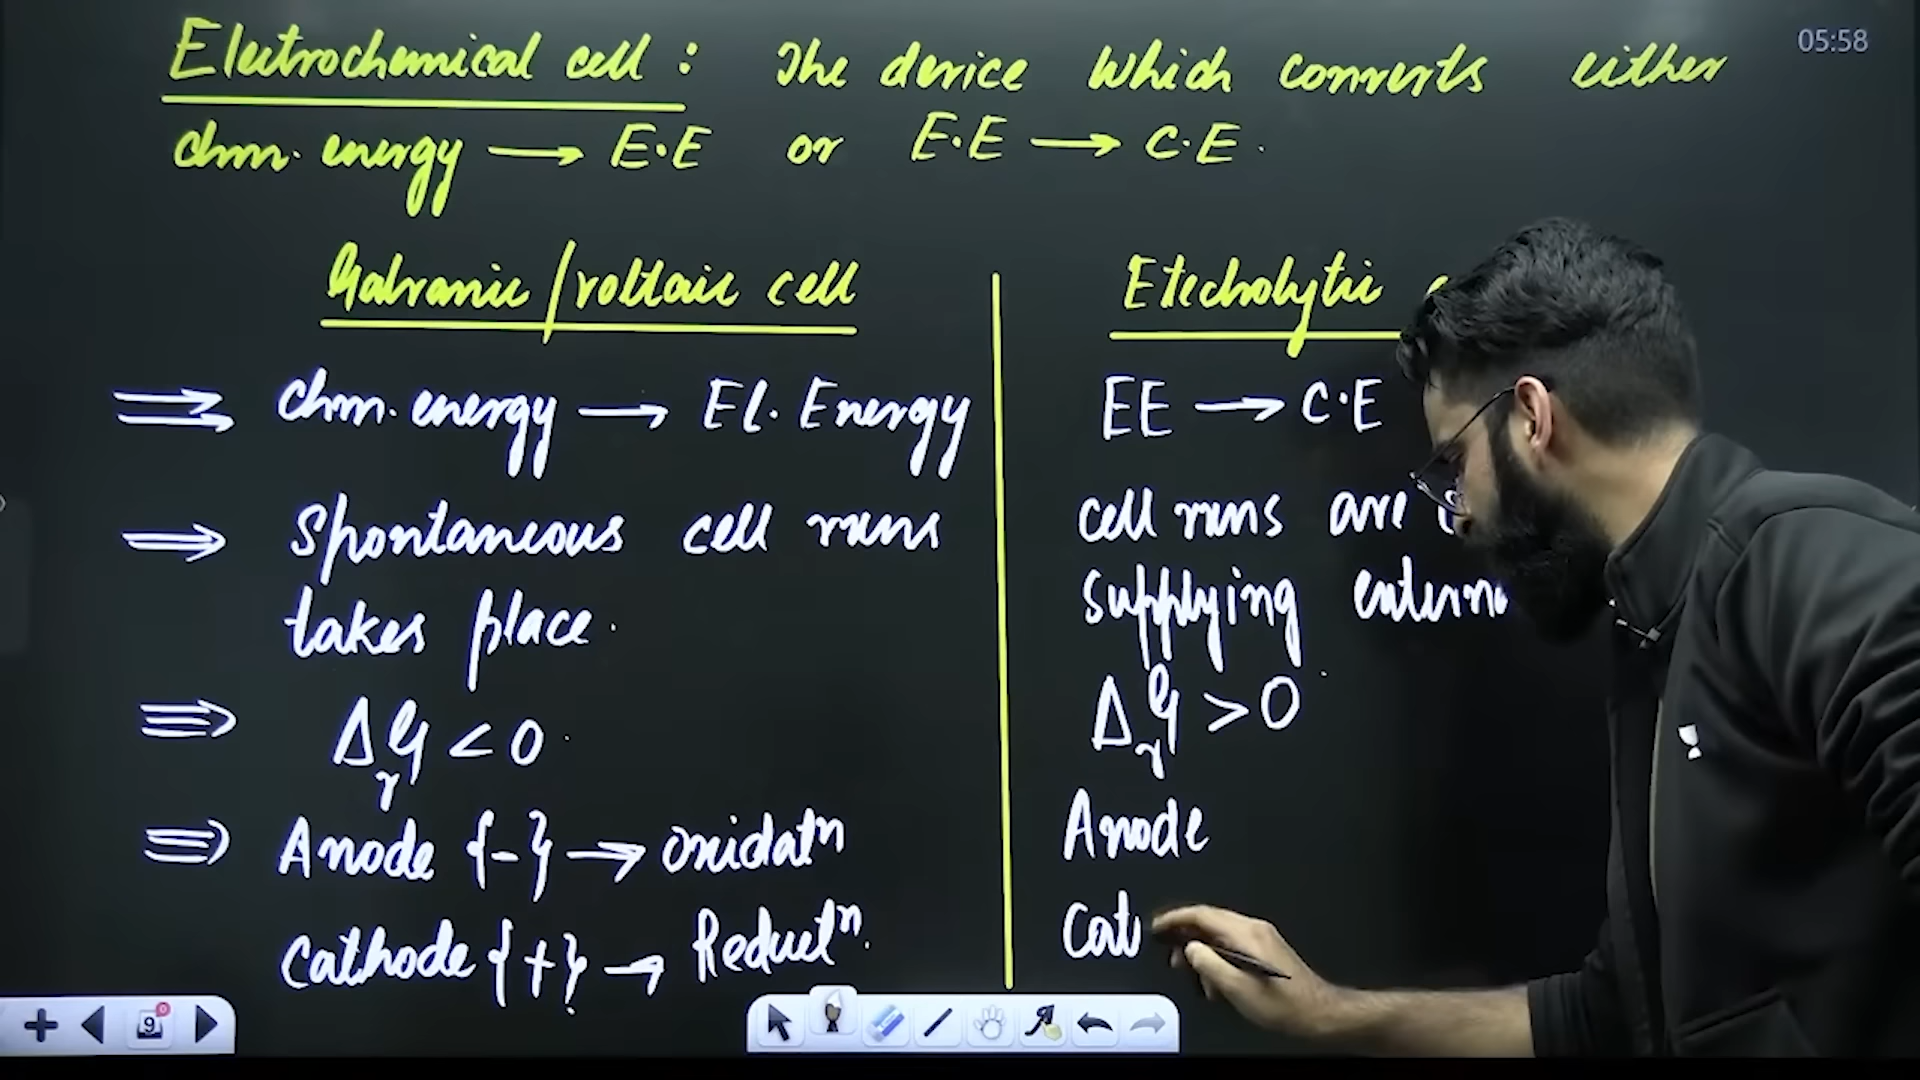 Electrochemical cell : The device which converts either
05:58
chm. energy → E.E or E.E → C.E.
Galvanic / voltaic cell
Electrolytic
⇒ chm. energy → El. Energy
EE → C.E
⇒ Spontaneous cell rxns
takes place.
cell rxns are
supplying
⇒ ΔrG < 0
ΔrG > 0
⇒ Anode {-} → oxidatⁿ
Cathode {+} → Reductⁿ.
Anode
Cat
9
0